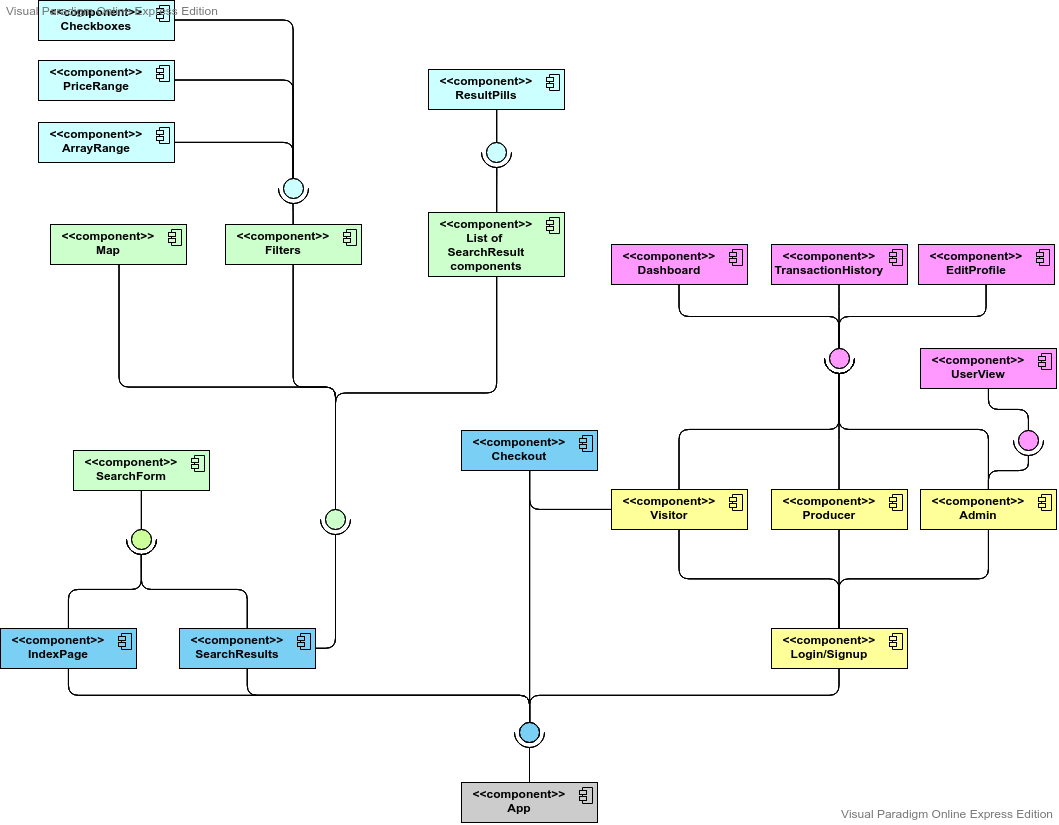 Visual Paradigm Online Express Edition
<<component>>
Checkboxes
<<component>>
PriceRange
<<component>>
ResultPills
<<component>>
ArrayRange
<<component>>
Map
<<component>>
Filters
<<component>>
List of
SearchResult
components
<<component>>
Dashboard
<<component>>
TransactionHistory
<<component>>
EditProfile
<<component>>
UserView
<<component>>
Checkout
<<component>>
SearchForm
<<component>>
Visitor
<<component>>
Producer
<<component>>
Admin
<<component>>
IndexPage
<<component>>
SearchResults
<<component>>
Login/Signup
<<component>>
App
Visual Paradigm Online Express Edition